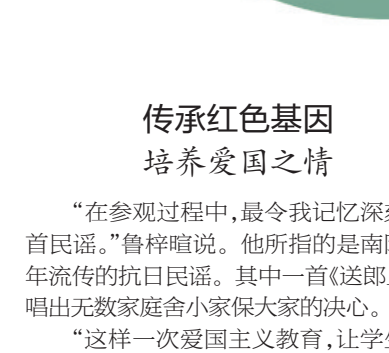 传承红色基因
培养爱国之情
“在参观过程中,最令我记忆深
首民谣。”鲁梓暄说。他所指的是南
年流传的抗日民谣。其中一首《送郎
唱出无数家庭舍小家保大家的决心。
“这样一次爱国主义教育,让学